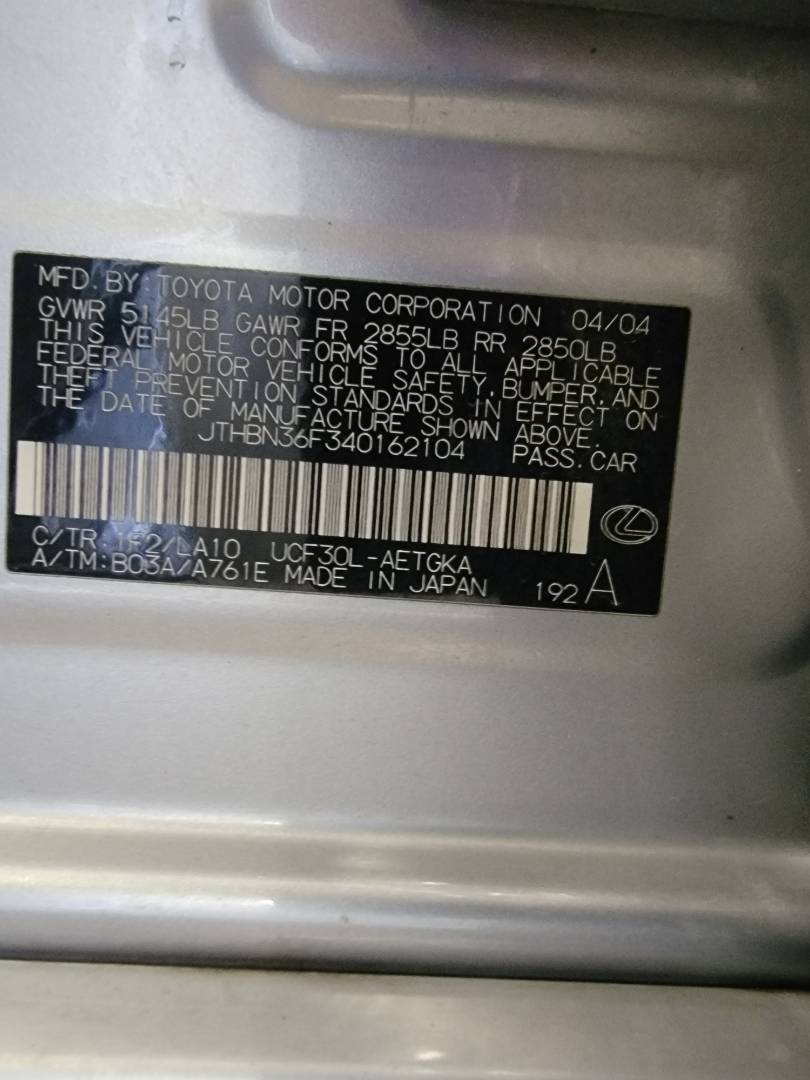 MFD. BY: TOYOTA MOTOR CORPORATION 04/04
GVWR 5145LB GAWR FR 2855LB RR 2850LB
THIS VEHICLE CONFORMS TO ALL APPLICABLE
FEDERAL MOTOR VEHICLE SAFETY, BUMPER, AND
THEFT PREVENTION STANDARDS IN EFFECT ON
THE DATE OF MANUFACTURE SHOWN ABOVE.
JTHBN36F340162104 PASS. CAR
C/TR: 1F2/LA10 UCF30L-AETGKA
A/TM: B03A/A761E MADE IN JAPAN 192 A